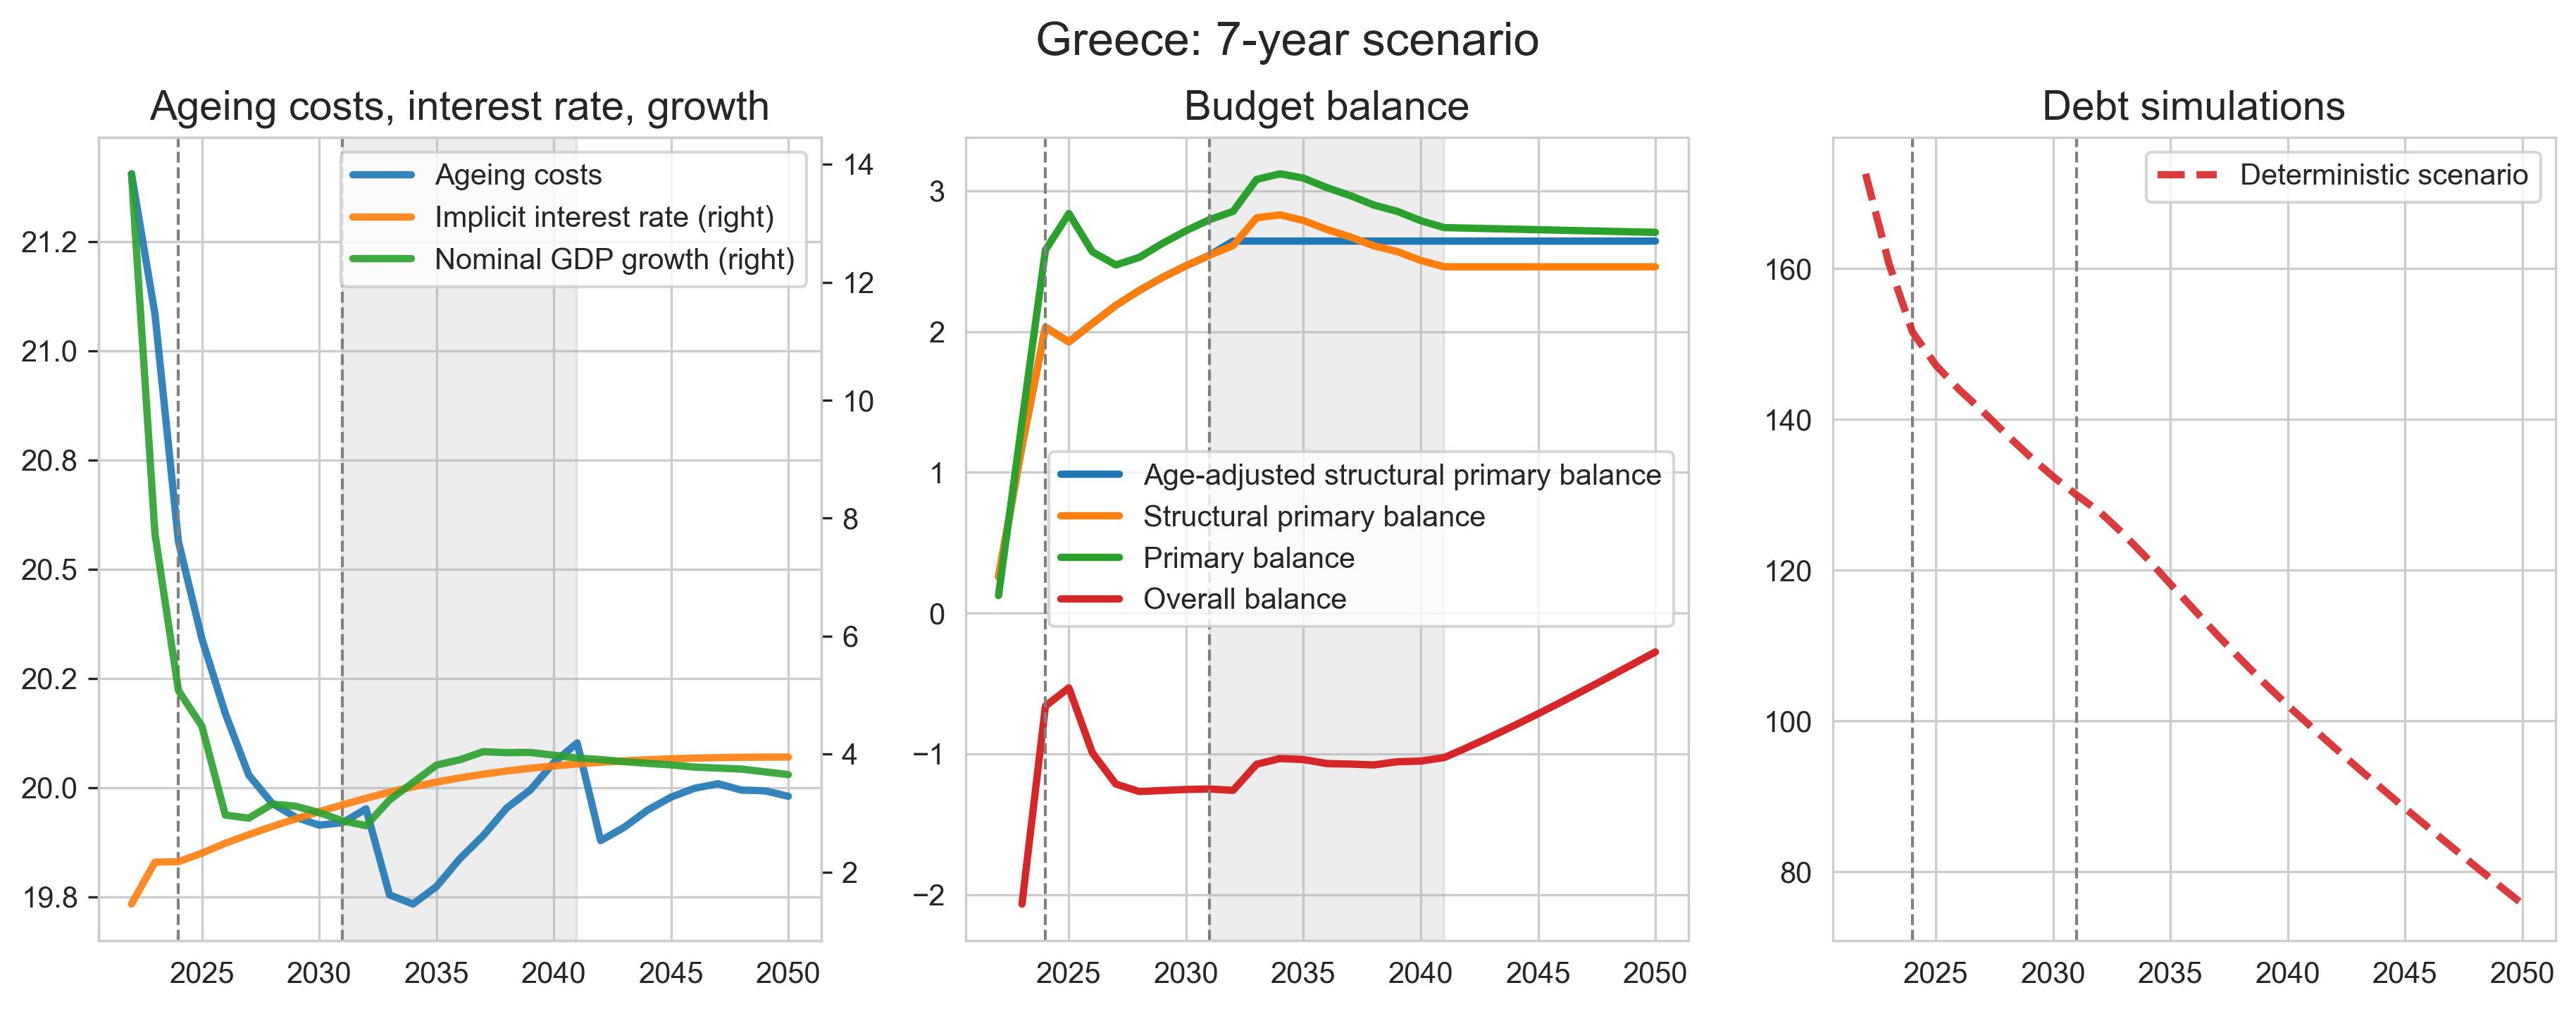 Greece: 7-year scenario
Ageing costs, interest rate, growth
21.2
21.0
20.8
20.5
20.2
20.0
19.8
14
12
10
8
6
4
2
Ageing costs
Implicit interest rate (right)
Nominal GDP growth (right)
2025 2030 2035 2040 2045 2050
Budget balance
3
2
1
0
−1
−2
Age-adjusted structural primary balance
Structural primary balance
Primary balance
Overall balance
2025 2030 2035 2040 2045 2050
Debt simulations
160
140
120
100
80
Deterministic scenario
2025 2030 2035 2040 2045 2050